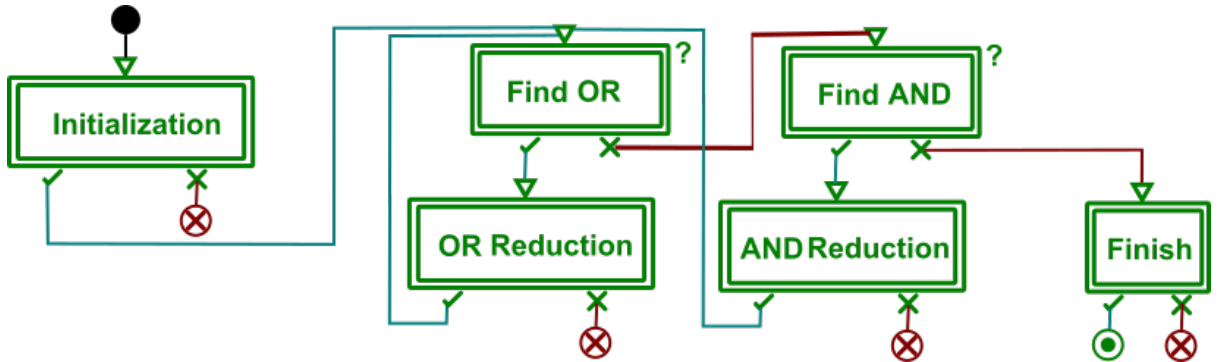 Initialization
Find OR
?
Find AND
?
OR Reduction
AND Reduction
Finish